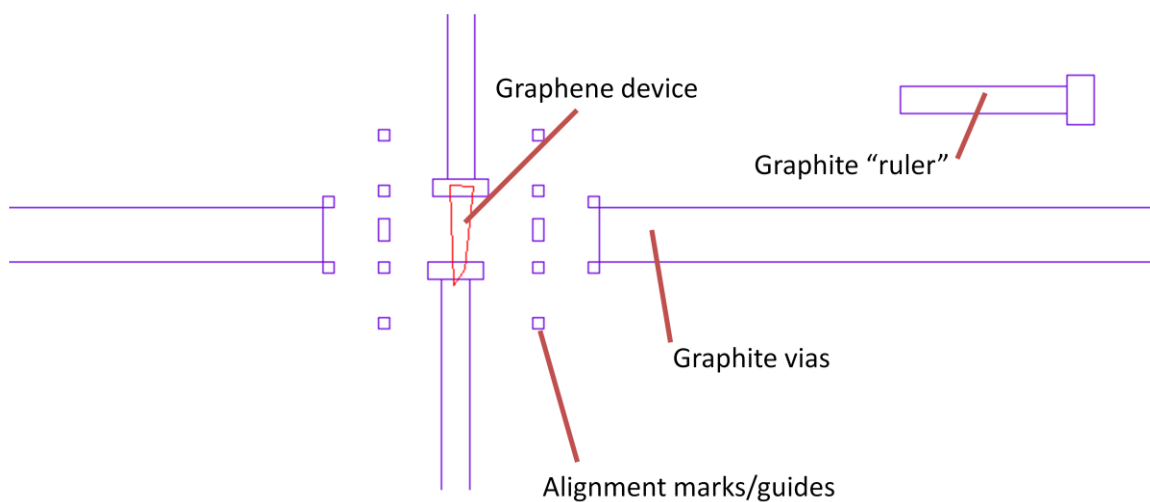 Graphene device
Graphite “ruler”
Graphite vias
Alignment marks/guides